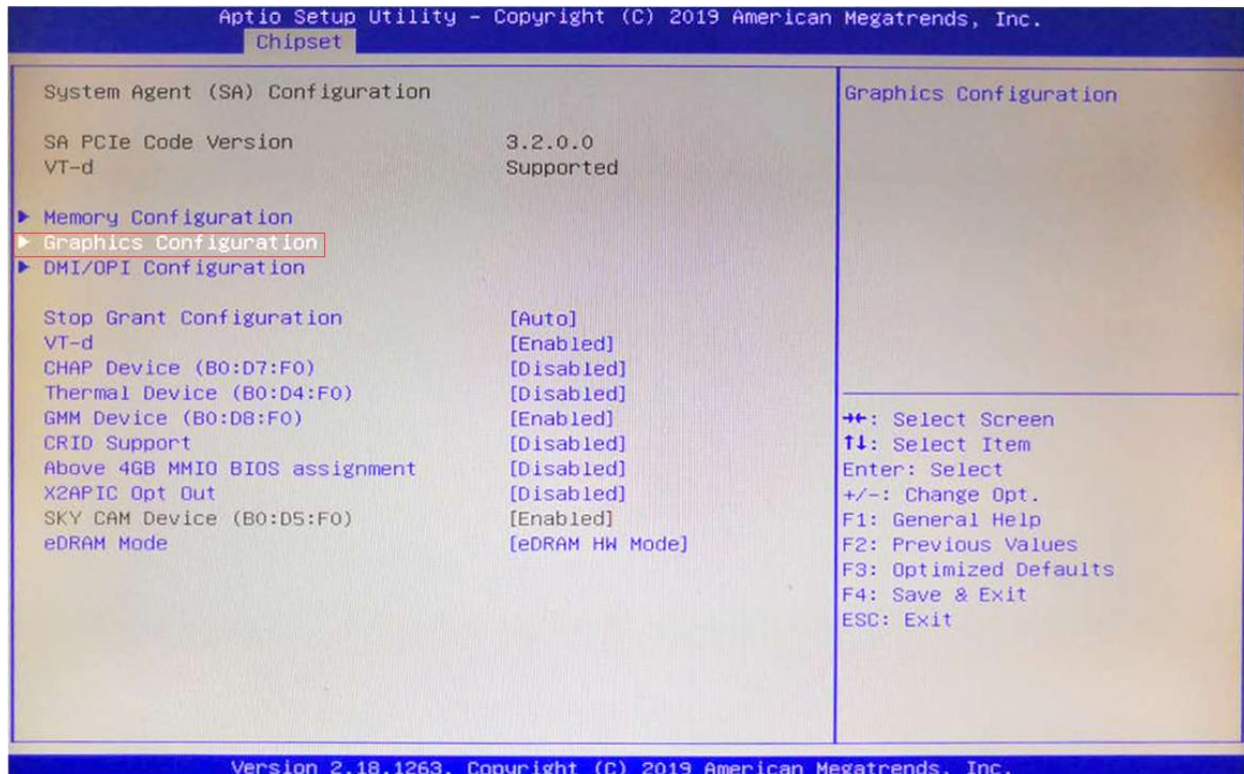 Aptio Setup Utility - Copyright (C) 2019 American Megatrends, Inc.
Chipset
System Agent (SA) Configuration
SA PCIe Code Version 3.2.0.0
VT-d Supported
Memory Configuration
Graphics Configuration
DMI/OPI Configuration
Stop Grant Configuration [Auto]
VT-d [Enabled]
CHAP Device (B0:D7:F0) [Disabled]
Thermal Device (B0:D4:F0) [Disabled]
GMM Device (B0:D8:F0) [Enabled]
CRID Support [Disabled]
Above 4GB MMIO BIOS assignment [Disabled]
X2APIC Opt Out [Disabled]
SKY CAM Device (B0:D5:F0) [Enabled]
eDRAM Mode [eDRAM HW Mode]
Graphics Configuration
→←: Select Screen
↑↓: Select Item
Enter: Select
+/-: Change Opt.
F1: General Help
F2: Previous Values
F3: Optimized Defaults
F4: Save & Exit
ESC: Exit
Version 2.18.1263. Copyright (C) 2019 American Megatrends, Inc.